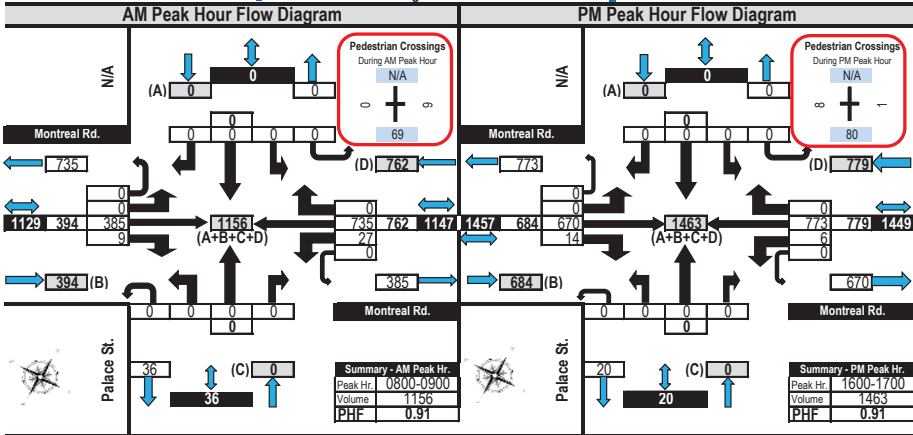 AM Peak Hour Flow Diagram
N/A
0
(A) 0
0
Pedestrian Crossings
During AM Peak Hour
N/A
0
9
69
0
0 0 0 0
Montreal Rd.
735
(D) 762
0
0
1129 394 385
9
1156
(A+B+C+D)
0
735 762 1147
27
0
394 (B)
385
0 0 0 0
0
Montreal Rd.
Palace St.
36
(C) 0
36
Summary - AM Peak Hr.
Peak Hr. 0800-0900
Volume 1156
PHF 0.91
PM Peak Hour Flow Diagram
N/A
0
(A) 0
0
Pedestrian Crossings
During PM Peak Hour
N/A
8
1
80
0
0 0 0 0
Montreal Rd.
773
(D) 779
0
0
1457 684 670
14
1463
(A+B+C+D)
0
773 779 1449
6
0
684 (B)
670
0 0 0 0
0
Montreal Rd.
Palace St.
20
(C) 0
20
Summary - PM Peak Hr.
Peak Hr. 1600-1700
Volume 1463
PHF 0.91